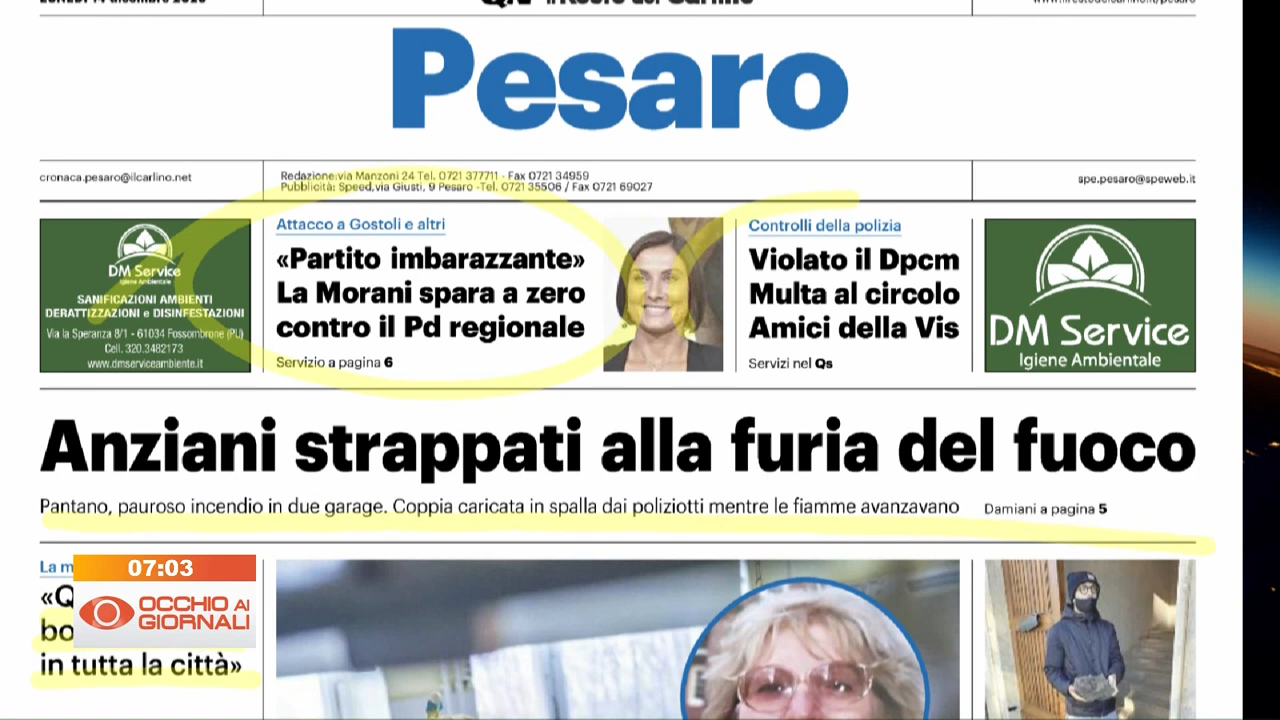 Pesaro
cronaca.pesaro@ilcarlino.net
Redazione:via Manzoni 24 Tel. 0721 377711 - Fax 0721 34959
Pubblicità: Speed,via Giusti, 9 Pesaro -Tel. 0721 35506 / Fax 0721 69027
spe.pesaro@speweb.it
DM Service
Igiene Ambientale
SANIFICAZIONI AMBIENTI
DERATTIZZAZIONI e DISINFESTAZIONI
Via la Speranza 8/1 - 61034 Fossombrone (PU)
Cell. 320.3482173
www.dmserviceambiente.it
Attacco a Gostoli e altri
«Partito imbarazzante»
La Morani spara a zero
contro il Pd regionale
Servizio a pagina 6
Controlli della polizia
Violato il Dpcm
Multa al circolo
Amici della Vis
Servizi nel Qs
DM Service
Igiene Ambientale
Anziani strappati alla furia del fuoco
Pantano, pauroso incendio in due garage. Coppia caricata in spalla dai poliziotti mentre le fiamme avanzavano
Damiani a pagina 5
La m
«Q
bo
in tutta la città»
07:03
OCCHIO AI
GIORNALI